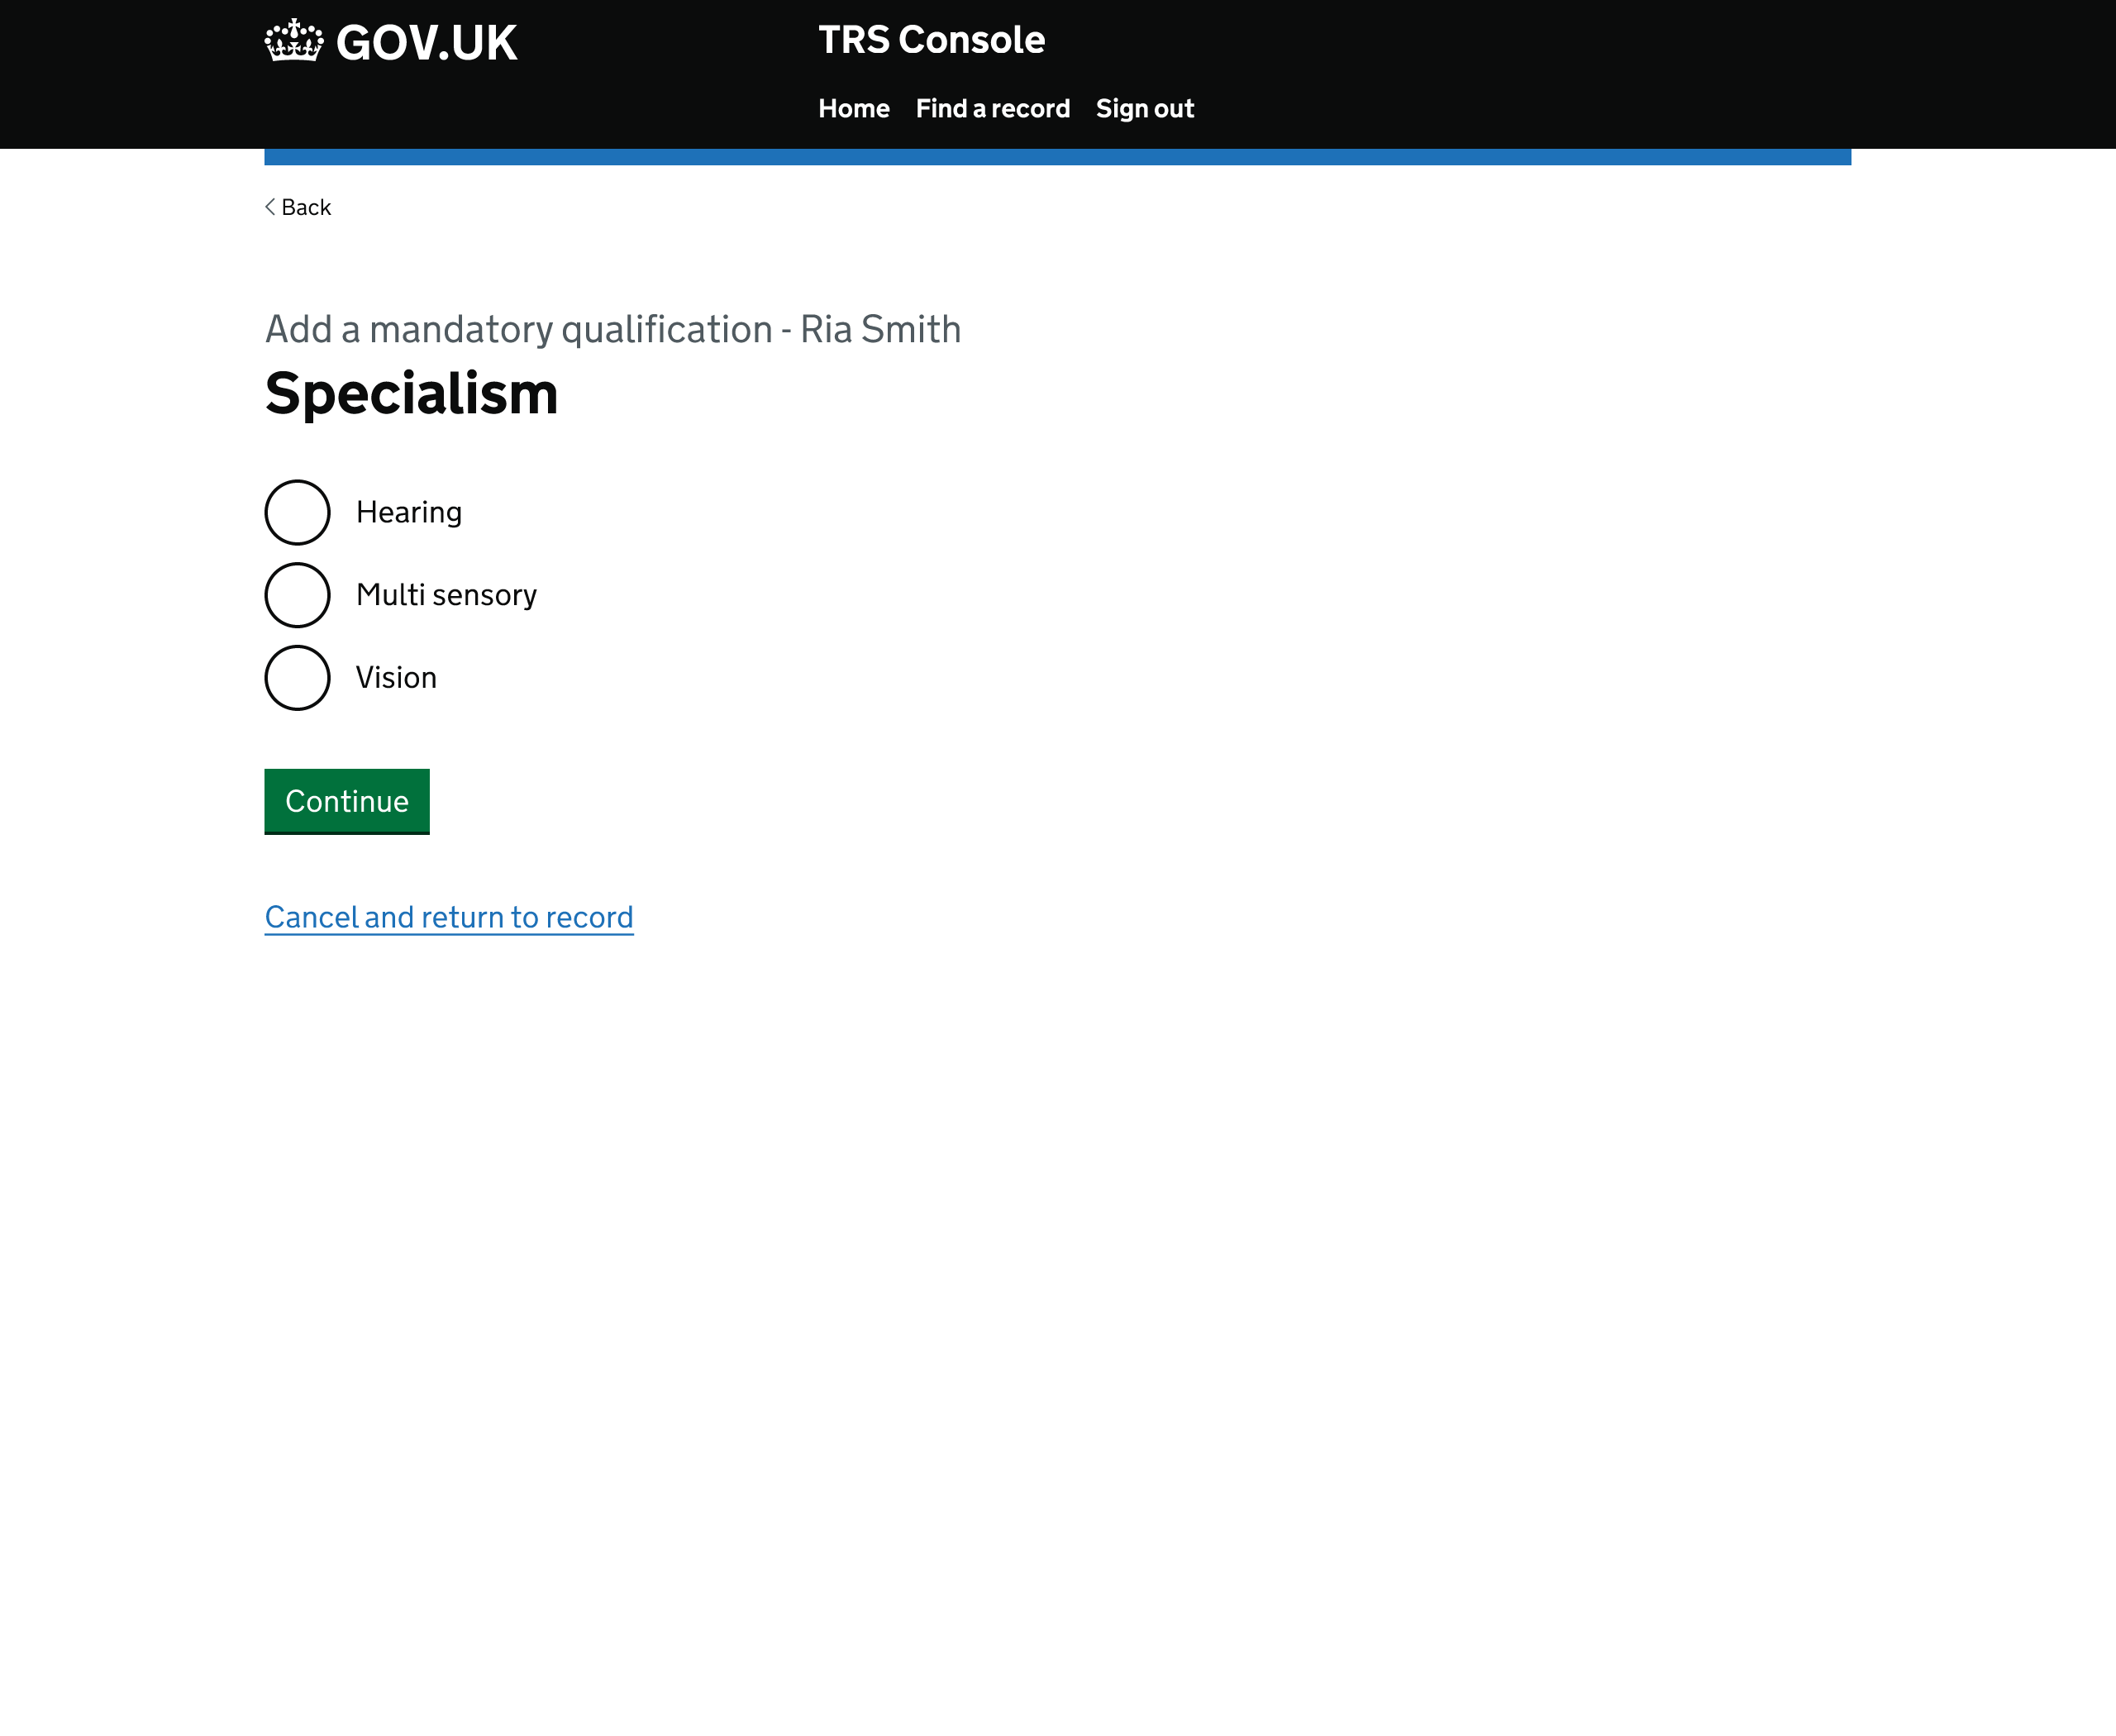 GOV.UK
TRS Console
Home Find a record Sign out
Back
Add a mandatory qualification - Ria Smith
Specialism
Hearing
Multi sensory
Vision
Continue
Cancel and return to record